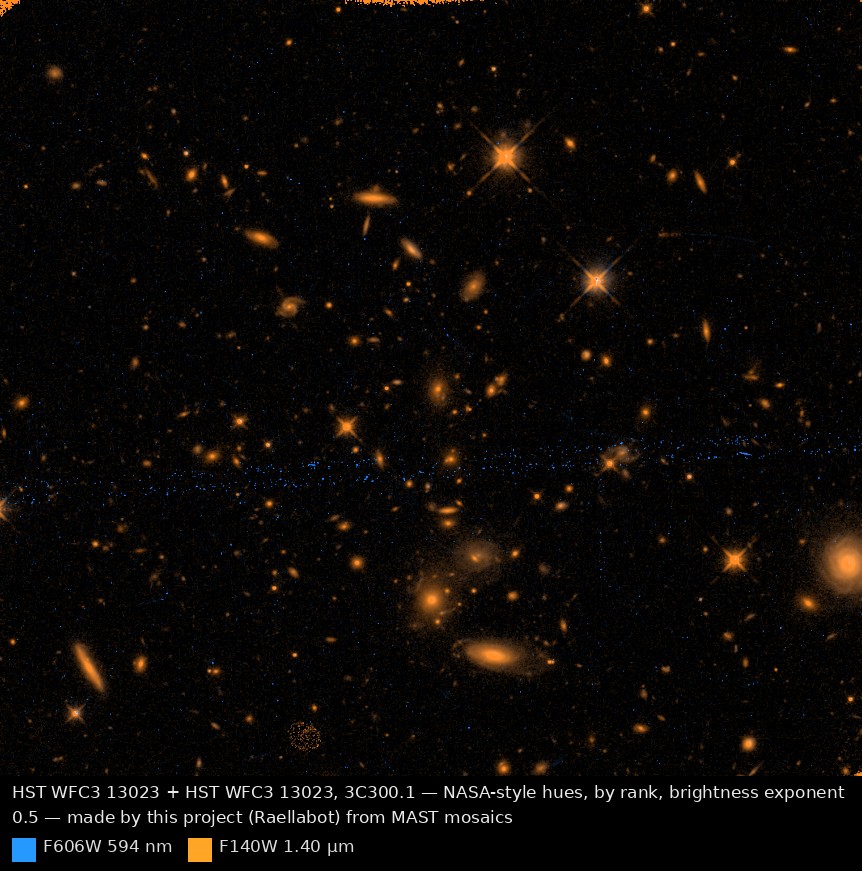 HST WFC3 13023 + HST WFC3 13023, 3C300.1 — NASA-style hues, by rank, brightness exponent
0.5 — made by this project (Raellabot) from MAST mosaics
F606W 594 nm F140W 1.40 μm